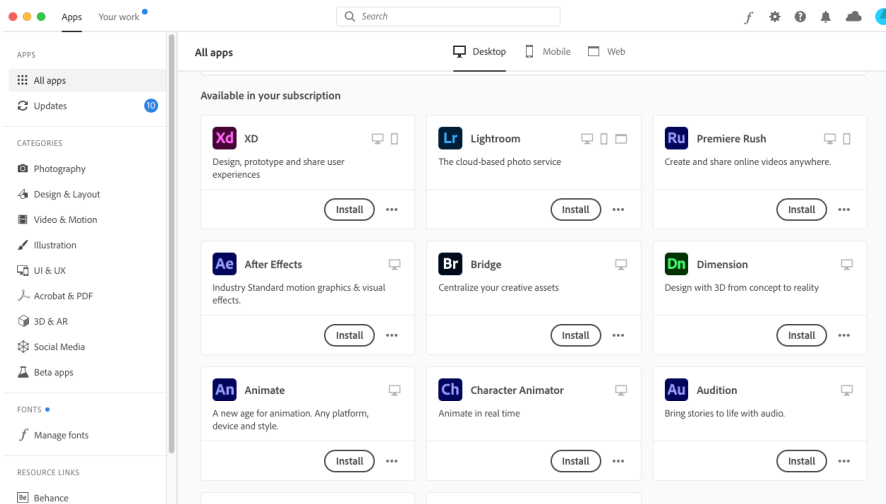 Apps Your work
Search
APPS
All apps
Updates 10
CATEGORIES
Photography
Design & Layout
Video & Motion
Illustration
UI & UX
Acrobat & PDF
3D & AR
Social Media
Beta apps
FONTS
Manage fonts
RESOURCE LINKS
Be Behance
All apps
Desktop Mobile Web
Available in your subscription
Xd XD
Design, prototype and share user
experiences
Install
Lr Lightroom
The cloud-based photo service
Install
Ru Premiere Rush
Create and share online videos anywhere.
Install
Ae After Effects
Industry Standard motion graphics & visual
effects.
Install
Br Bridge
Centralize your creative assets
Install
Dn Dimension
Design with 3D from concept to reality
Install
An Animate
A new age for animation. Any platform,
device and style.
Install
Ch Character Animator
Animate in real time
Install
Au Audition
Bring stories to life with audio.
Install